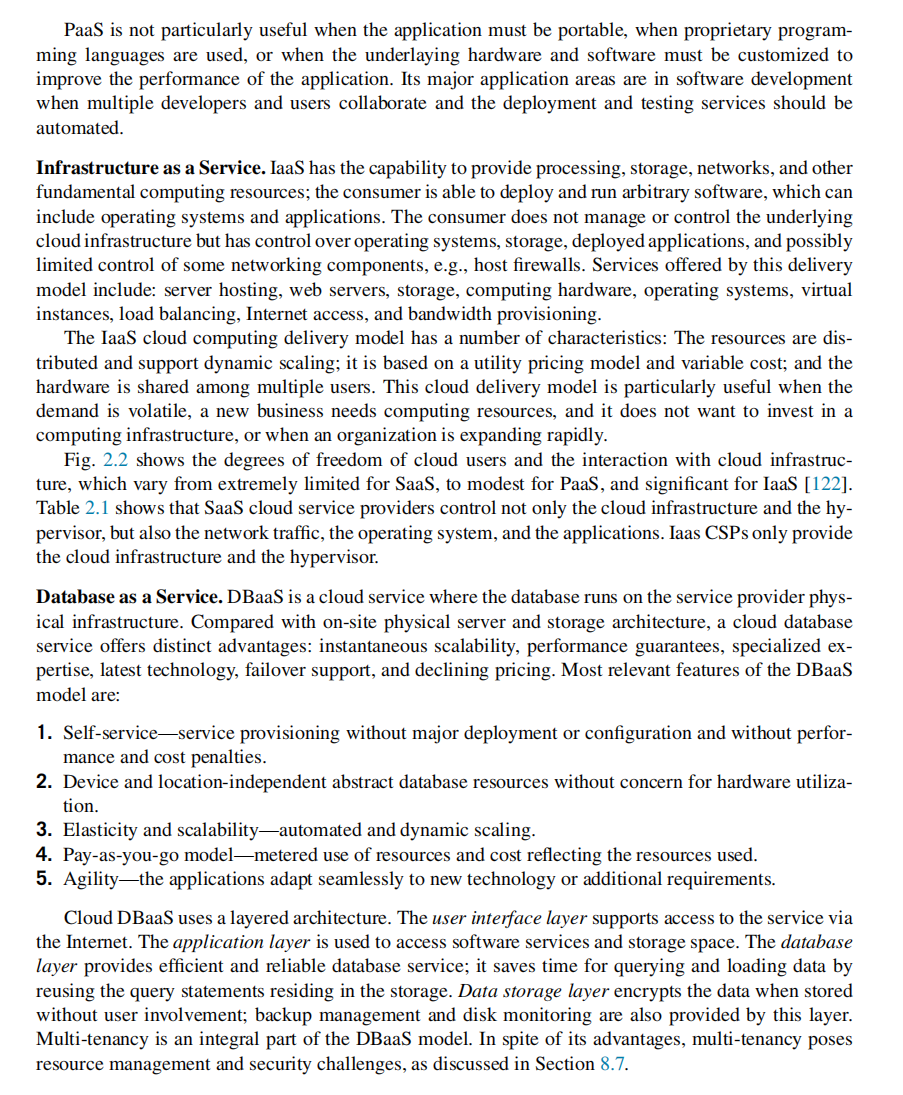 PaaS is not particularly useful when the application must be portable, when proprietary program-
ming languages are used, or when the underlaying hardware and software must be customized to
improve the performance of the application. Its major application areas are in software development
when multiple developers and users collaborate and the deployment and testing services should be
automated.
Infrastructure as a Service. IaaS has the capability to provide processing, storage, networks, and other
fundamental computing resources; the consumer is able to deploy and run arbitrary software, which can
include operating systems and applications. The consumer does not manage or control the underlying
cloud infrastructure but has control over operating systems, storage, deployed applications, and possibly
limited control of some networking components, e.g., host firewalls. Services offered by this delivery
model include: server hosting, web servers, storage, computing hardware, operating systems, virtual
instances, load balancing, Internet access, and bandwidth provisioning.
The IaaS cloud computing delivery model has a number of characteristics: The resources are dis-
tributed and support dynamic scaling; it is based on a utility pricing model and variable cost; and the
hardware is shared among multiple users. This cloud delivery model is particularly useful when the
demand is volatile, a new business needs computing resources, and it does not want to invest in a
computing infrastructure, or when an organization is expanding rapidly.
Fig. 2.2 shows the degrees of freedom of cloud users and the interaction with cloud infrastruc-
ture, which vary from extremely limited for SaaS, to modest for PaaS, and significant for IaaS [122].
Table 2.1 shows that SaaS cloud service providers control not only the cloud infrastructure and the hy-
pervisor, but also the network traffic, the operating system, and the applications. Iaas CSPs only provide
the cloud infrastructure and the hypervisor.
Database as a Service. DBaaS is a cloud service where the database runs on the service provider phys-
ical infrastructure. Compared with on-site physical server and storage architecture, a cloud database
service offers distinct advantages: instantaneous scalability, performance guarantees, specialized ex-
pertise, latest technology, failover support, and declining pricing. Most relevant features of the DBaaS
model are:
1. Self-service—service provisioning without major deployment or configuration and without perfor-
mance and cost penalties.
2. Device and location-independent abstract database resources without concern for hardware utiliza-
tion.
3. Elasticity and scalability—automated and dynamic scaling.
4. Pay-as-you-go model—metered use of resources and cost reflecting the resources used.
5. Agility—the applications adapt seamlessly to new technology or additional requirements.
Cloud DBaaS uses a layered architecture. The user interface layer supports access to the service via
the Internet. The application layer is used to access software services and storage space. The database
layer provides efficient and reliable database service; it saves time for querying and loading data by
reusing the query statements residing in the storage. Data storage layer encrypts the data when stored
without user involvement; backup management and disk monitoring are also provided by this layer.
Multi-tenancy is an integral part of the DBaaS model. In spite of its advantages, multi-tenancy poses
resource management and security challenges, as discussed in Section 8.7.